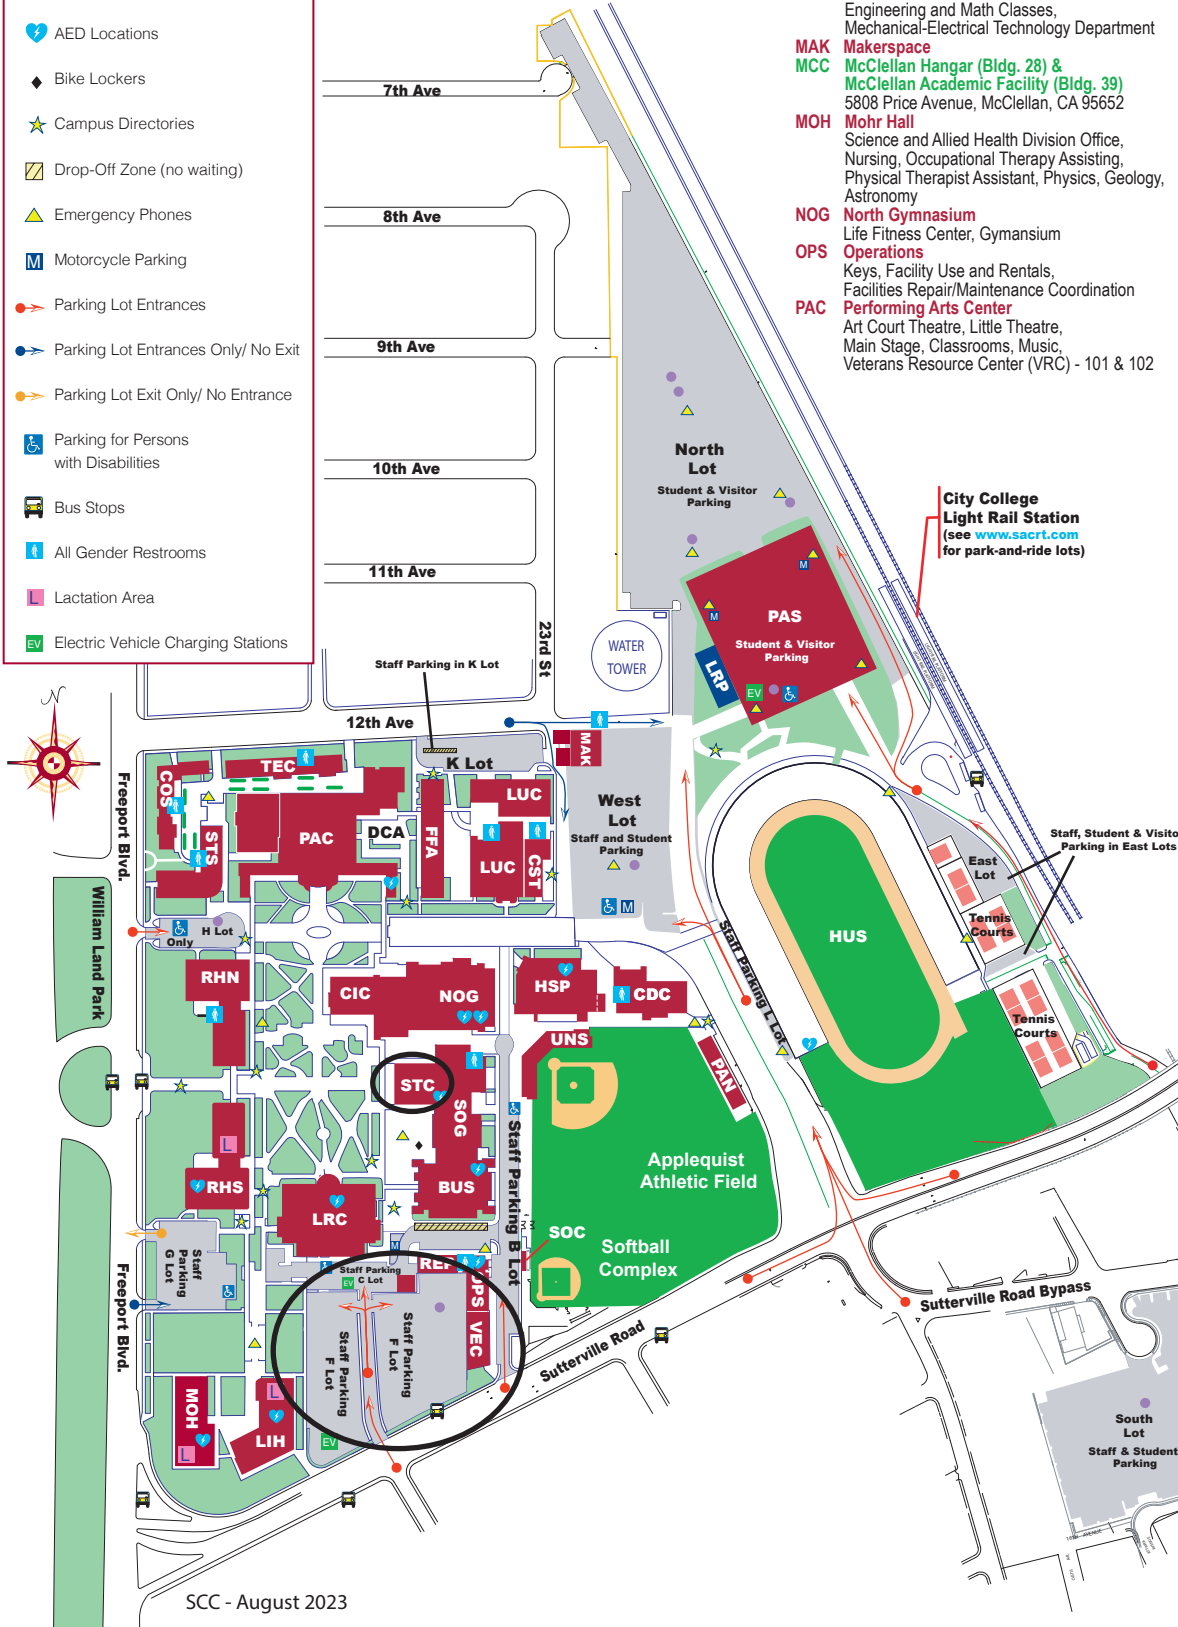 AED Locations
Bike Lockers
Campus Directories
Drop-Off Zone (no waiting)
Emergency Phones
M
Motorcycle Parking
Parking Lot Entrances
Parking Lot Entrances Only/ No Exit
Parking Lot Exit Only/ No Entrance
Parking for Persons
with Disabilities
Bus Stops
All Gender Restrooms
L
Lactation Area
EV
Electric Vehicle Charging Stations
Engineering and Math Classes,
Mechanical-Electrical Technology Department
MAK Makerspace
MCC McClellan Hangar (Bldg. 28) &
McClellan Academic Facility (Bldg. 39)
5808 Price Avenue, McClellan, CA 95652
MOH Mohr Hall
Science and Allied Health Division Office,
Nursing, Occupational Therapy Assisting,
Physical Therapist Assistant, Physics, Geology,
Astronomy
NOG North Gymnasium
Life Fitness Center, Gymansium
OPS Operations
Keys, Facility Use and Rentals,
Facilities Repair/Maintenance Coordination
PAC Performing Arts Center
Art Court Theatre, Little Theatre,
Main Stage, Classrooms, Music,
Veterans Resource Center (VRC) - 101 & 102
7th Ave
8th Ave
9th Ave
10th Ave
11th Ave
23rd St
12th Ave
North
Lot
Student & Visitor
Parking
City College
Light Rail Station
(see www.sacrt.com
for park-and-ride lots)
M
M
PAS
Student & Visitor
Parking
LRP
EV
WATER
TOWER
Staff Parking in K Lot
N
K Lot
MAK
TEC
COS
STS
PAC
DCA
FFA
LUC
LUC
CST
West
Lot
Staff and Student
Parking
M
Freeport Blvd.
William Land Park
H Lot
Only
Staff, Student & Visito
Parking in East Lots
East
Lot
Tennis
Courts
Tennis
Courts
HUS
Staff Parking L Lot
RHN
CIC
NOG
HSP
CDC
UNS
PAN
STC
SOG
BUS
L
RHS
LRC
Staff Parking B Lot
Applequist
Athletic Field
SOC
Softball
Complex
M
REF
OPS
VEC
Staff Parking
C Lot
EV
Staff
Parking
G Lot
Staff Parking
F Lot
Staff Parking
F Lot
EV
Freeport Blvd.
MOH
L
L
LIH
Sutterville Road
Sutterville Road Bypass
South
Lot
Staff & Student
Parking
SCC - August 2023